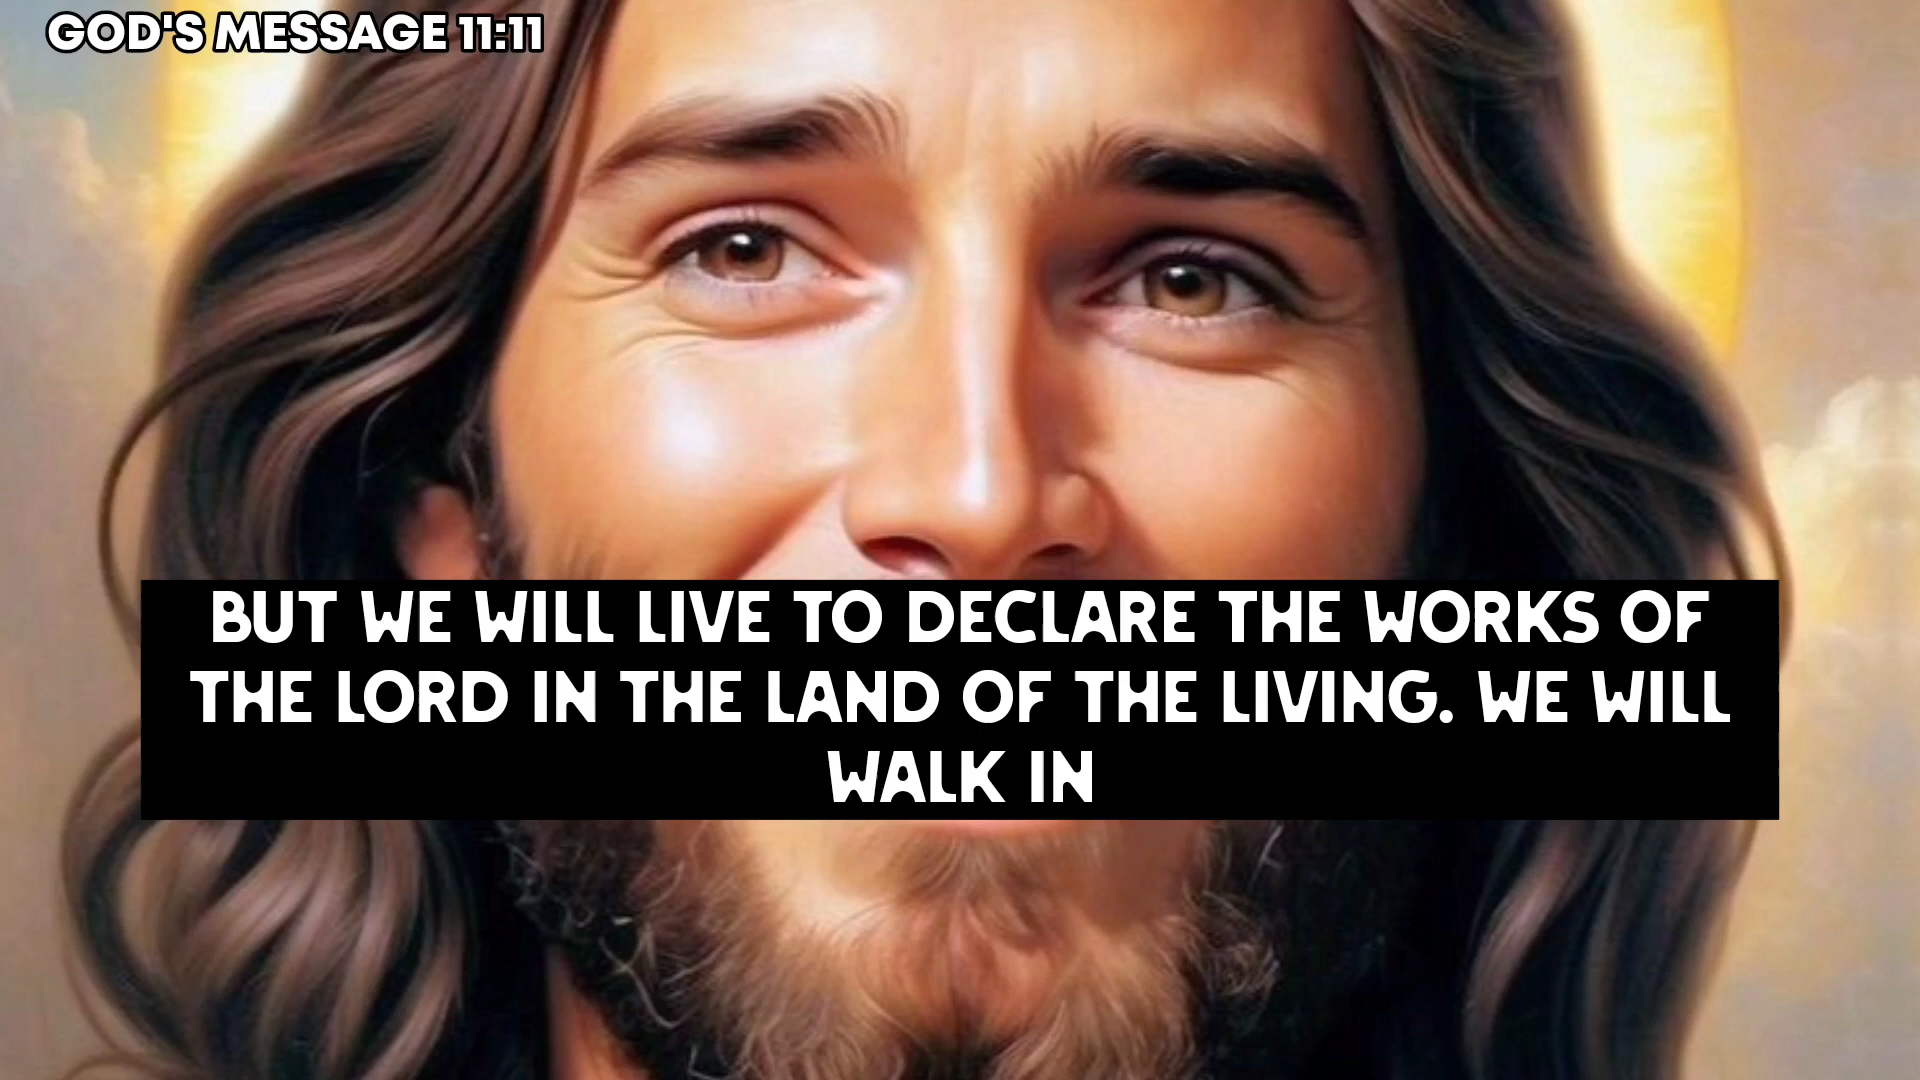 GOD'S MESSAGE 11:11
BUT WE WILL LIVE TO DECLARE THE WORKS OF
THE LORD IN THE LAND OF THE LIVING. WE WILL
WALK IN